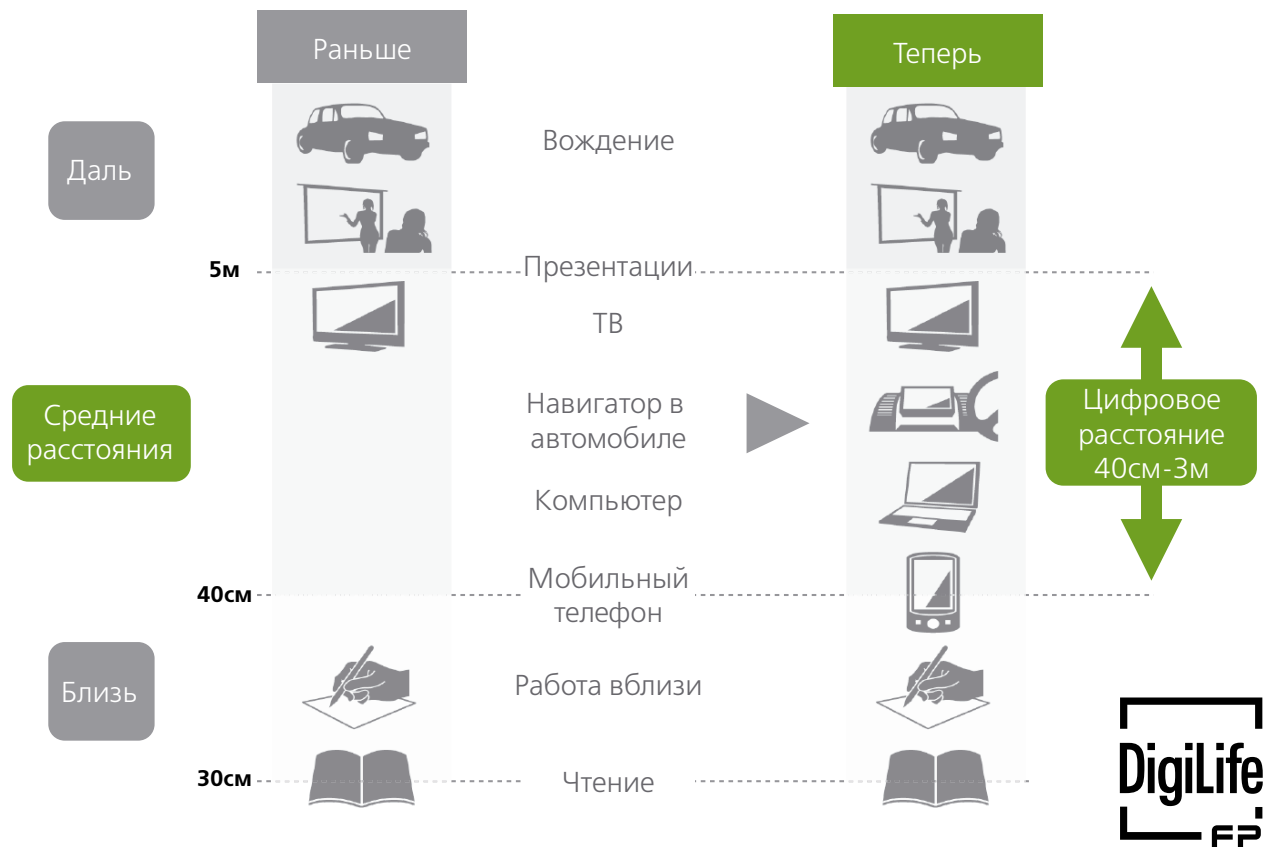 Раньше
Теперь
Даль
Вождение
5м
Презентации
ТВ
Средние
расстояния
Навигатор в
автомобиле
Цифровое
расстояние
40см-3м
Компьютер
40см
Мобильный
телефон
Близь
Работа вблизи
30см
Чтение
DigiLife
FP